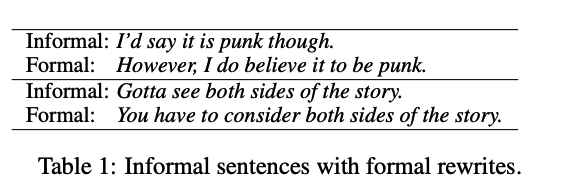 Informal: I'd say it is punk though.
Formal: However, I do believe it to be punk.
Informal: Gotta see both sides of the story.
Formal: You have to consider both sides of the story.
Table 1: Informal sentences with formal rewrites.